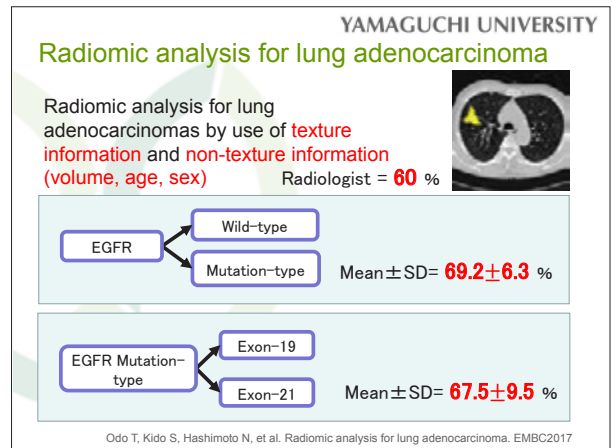 YAMAGUCHI UNIVERSITY
Radiomic analysis for lung adenocarcinoma
Radiomic analysis for lung
adenocarcinomas by use of texture
information and non-texture information
(volume, age, sex)
Radiologist = 60 %
EGFR
Wild-type
Mutation-type
Mean±SD= 69.2±6.3 %
EGFR Mutation-
type
Exon-19
Exon-21
Mean±SD= 67.5±9.5 %
Odo T, Kido S, Hashimoto N, et al. Radiomic analysis for lung adenocarcinoma. EMBC2017